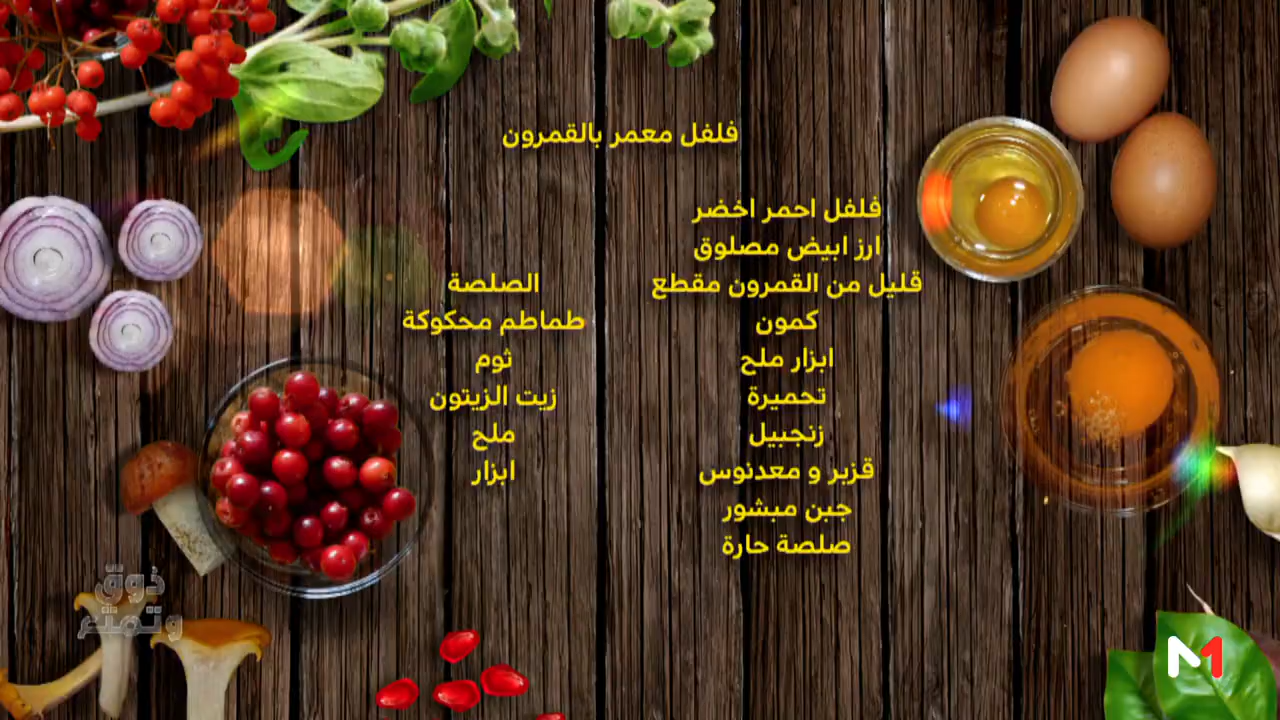 فلفل معمر بالقمرون
فلفل احمر اخضر
ارز ابيض مصلوق
قليل من القمرون مقطع
كمون
ابزار ملح
تحميرة
زنجبيل
قزبر و معدنوس
جبن مبشور
صلصة حارة
الصلصة
طماطم محكوكة
ثوم
زيت الزيتون
ملح
ابزار
ذوق
وتمتع
M1